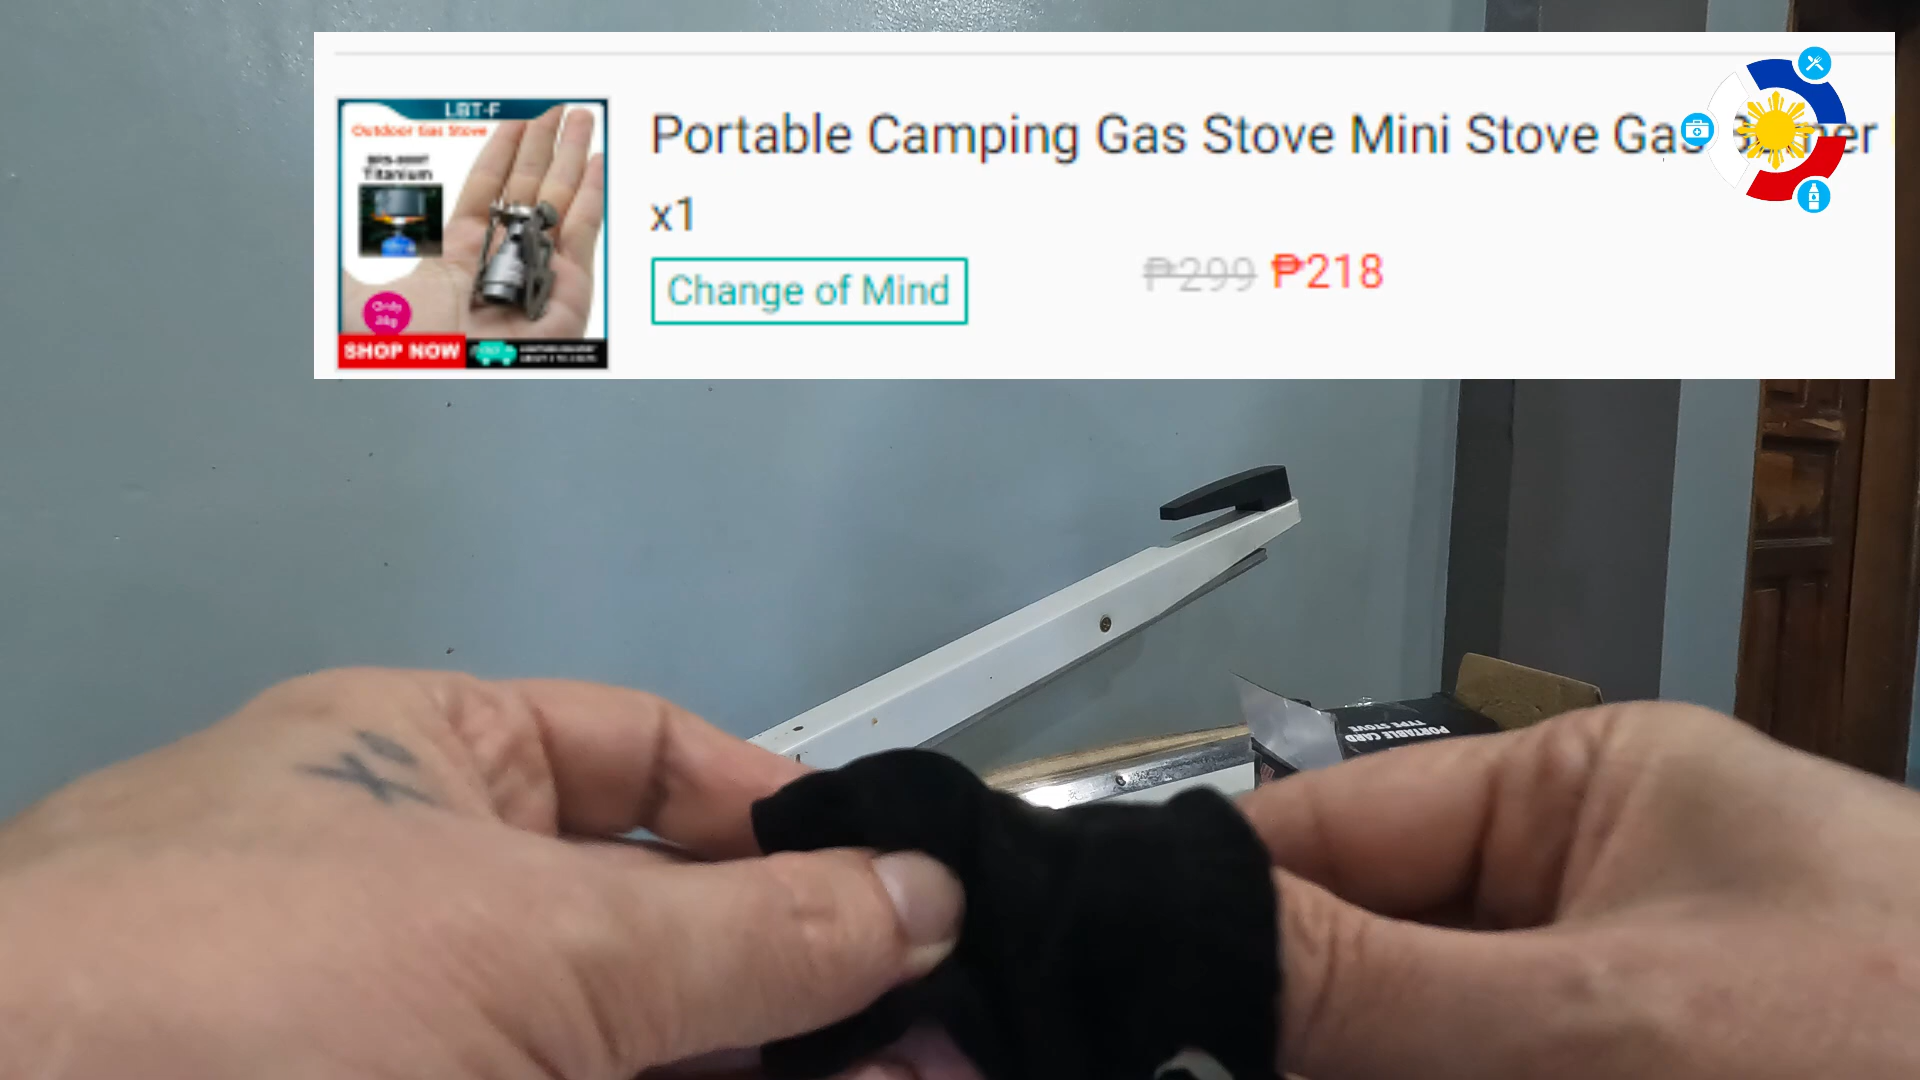 LBT-F
Outdoor Gas Stove
Titanium
SHOP NOW
Portable Camping Gas Stove Mini Stove Gas Burner
x1
Change of Mind
₱299 ₱218
PORTABLE CARD
TYPE STOVE